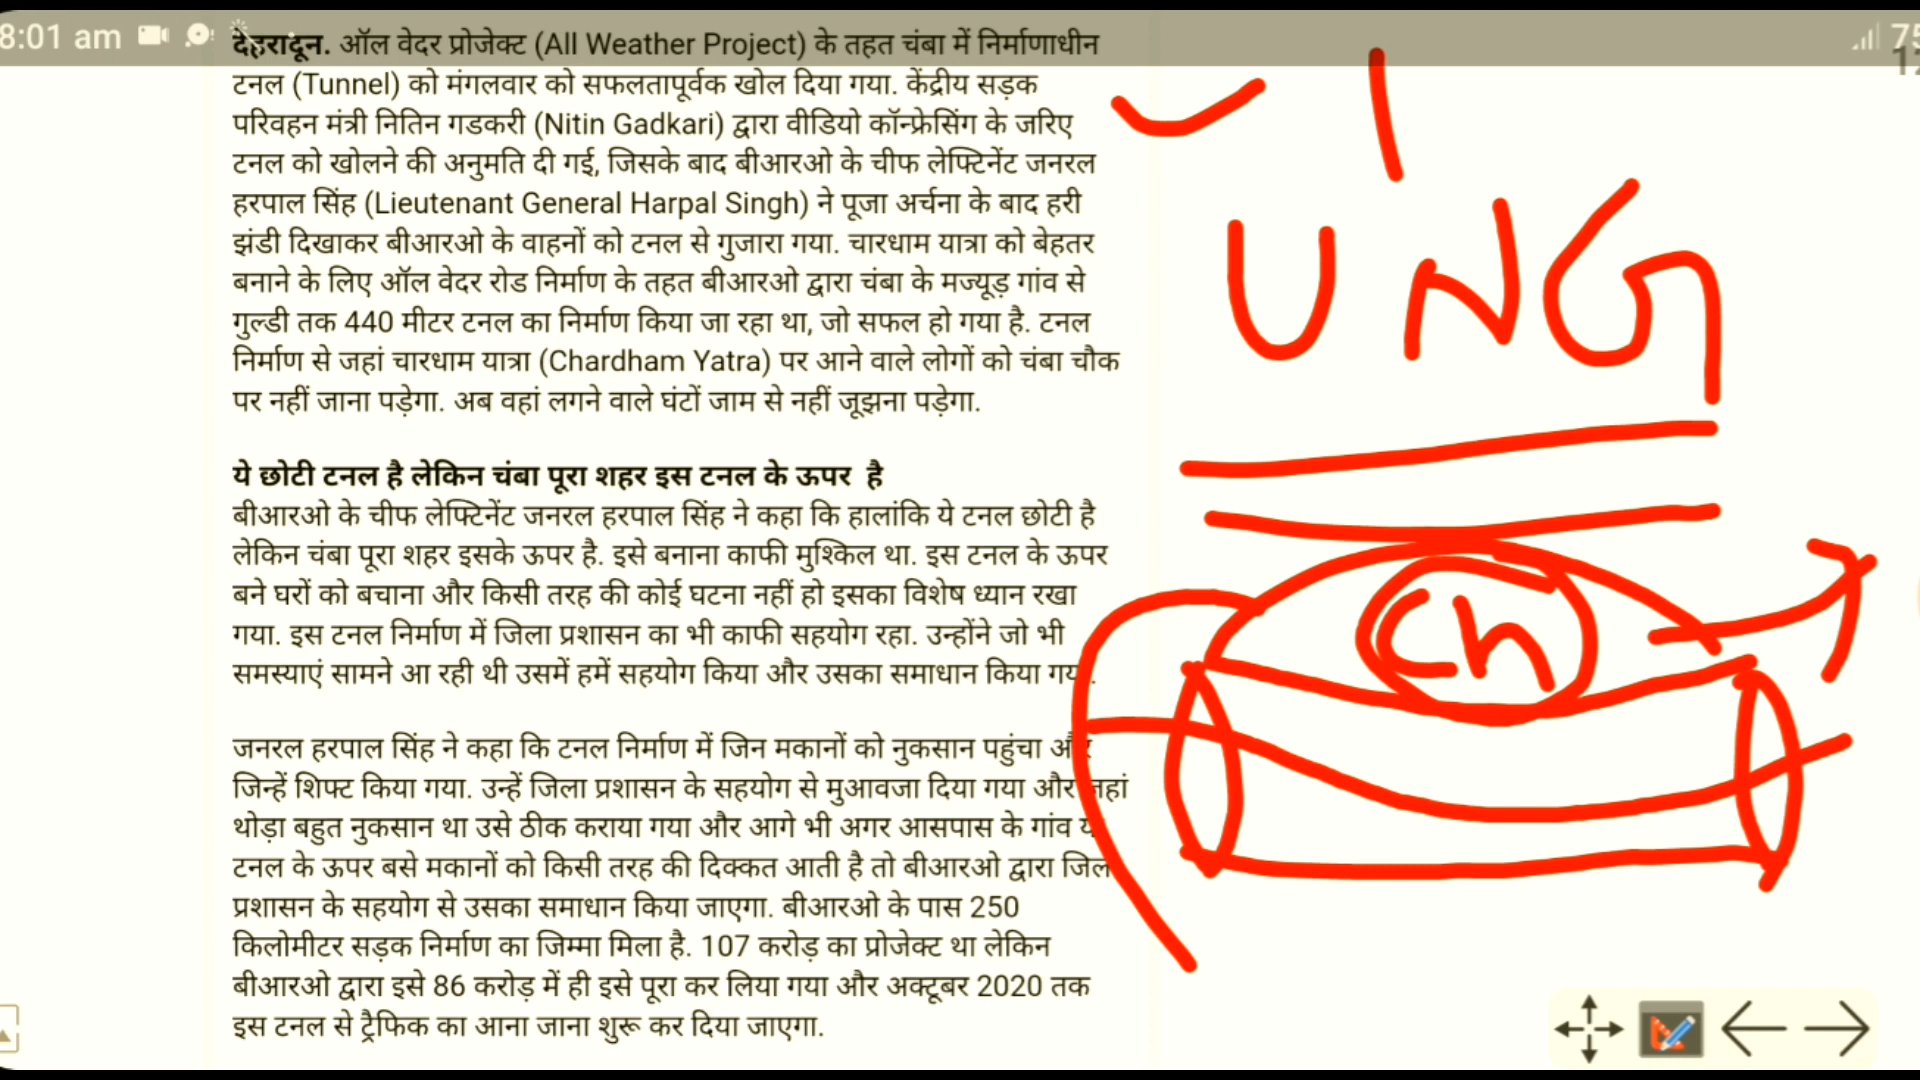 8:01 am
75
12
देहरादून. ऑल वेदर प्रोजेक्ट (All Weather Project) के तहत चंबा में निर्माणाधीन
टनल (Tunnel) को मंगलवार को सफलतापूर्वक खोल दिया गया. केंद्रीय सड़क
परिवहन मंत्री नितिन गडकरी (Nitin Gadkari) द्वारा वीडियो कॉन्फ्रेसिंग के जरिए
टनल को खोलने की अनुमति दी गई, जिसके बाद बीआरओ के चीफ लेफ्टिनेंट जनरल
हरपाल सिंह (Lieutenant General Harpal Singh) ने पूजा अर्चना के बाद हरी
झंडी दिखाकर बीआरओ के वाहनों को टनल से गुजारा गया. चारधाम यात्रा को बेहतर
बनाने के लिए ऑल वेदर रोड निर्माण के तहत बीआरओ द्वारा चंबा के मज्यूड़ गांव से
गुल्डी तक 440 मीटर टनल का निर्माण किया जा रहा था, जो सफल हो गया है. टनल
निर्माण से जहां चारधाम यात्रा (Chardham Yatra) पर आने वाले लोगों को चंबा चौक
पर नहीं जाना पड़ेगा. अब वहां लगने वाले घंटों जाम से नहीं जूझना पड़ेगा.
ये छोटी टनल है लेकिन चंबा पूरा शहर इस टनल के ऊपर है
बीआरओ के चीफ लेफ्टिनेंट जनरल हरपाल सिंह ने कहा कि हालांकि ये टनल छोटी है
लेकिन चंबा पूरा शहर इसके ऊपर है. इसे बनाना काफी मुश्किल था. इस टनल के ऊपर
बने घरों को बचाना और किसी तरह की कोई घटना नहीं हो इसका विशेष ध्यान रखा
गया. इस टनल निर्माण में जिला प्रशासन का भी काफी सहयोग रहा. उन्होंने जो भी
समस्याएं सामने आ रही थी उसमें हमें सहयोग किया और उसका समाधान किया गया.
जनरल हरपाल सिंह ने कहा कि टनल निर्माण में जिन मकानों को नुकसान पहुंचा और
जिन्हें शिफ्ट किया गया. उन्हें जिला प्रशासन के सहयोग से मुआवजा दिया गया और जहां
थोड़ा बहुत नुकसान था उसे ठीक कराया गया और आगे भी अगर आसपास के गांव या
टनल के ऊपर बसे मकानों को किसी तरह की दिक्कत आती है तो बीआरओ द्वारा जिला
प्रशासन के सहयोग से उसका समाधान किया जाएगा. बीआरओ के पास 250
किलोमीटर सड़क निर्माण का जिम्मा मिला है. 107 करोड़ का प्रोजेक्ट था लेकिन
बीआरओ द्वारा इसे 86 करोड़ में ही इसे पूरा कर लिया गया और अक्टूबर 2020 तक
इस टनल से ट्रैफिक का आना जाना शुरू कर दिया जाएगा.
UNG
Ch